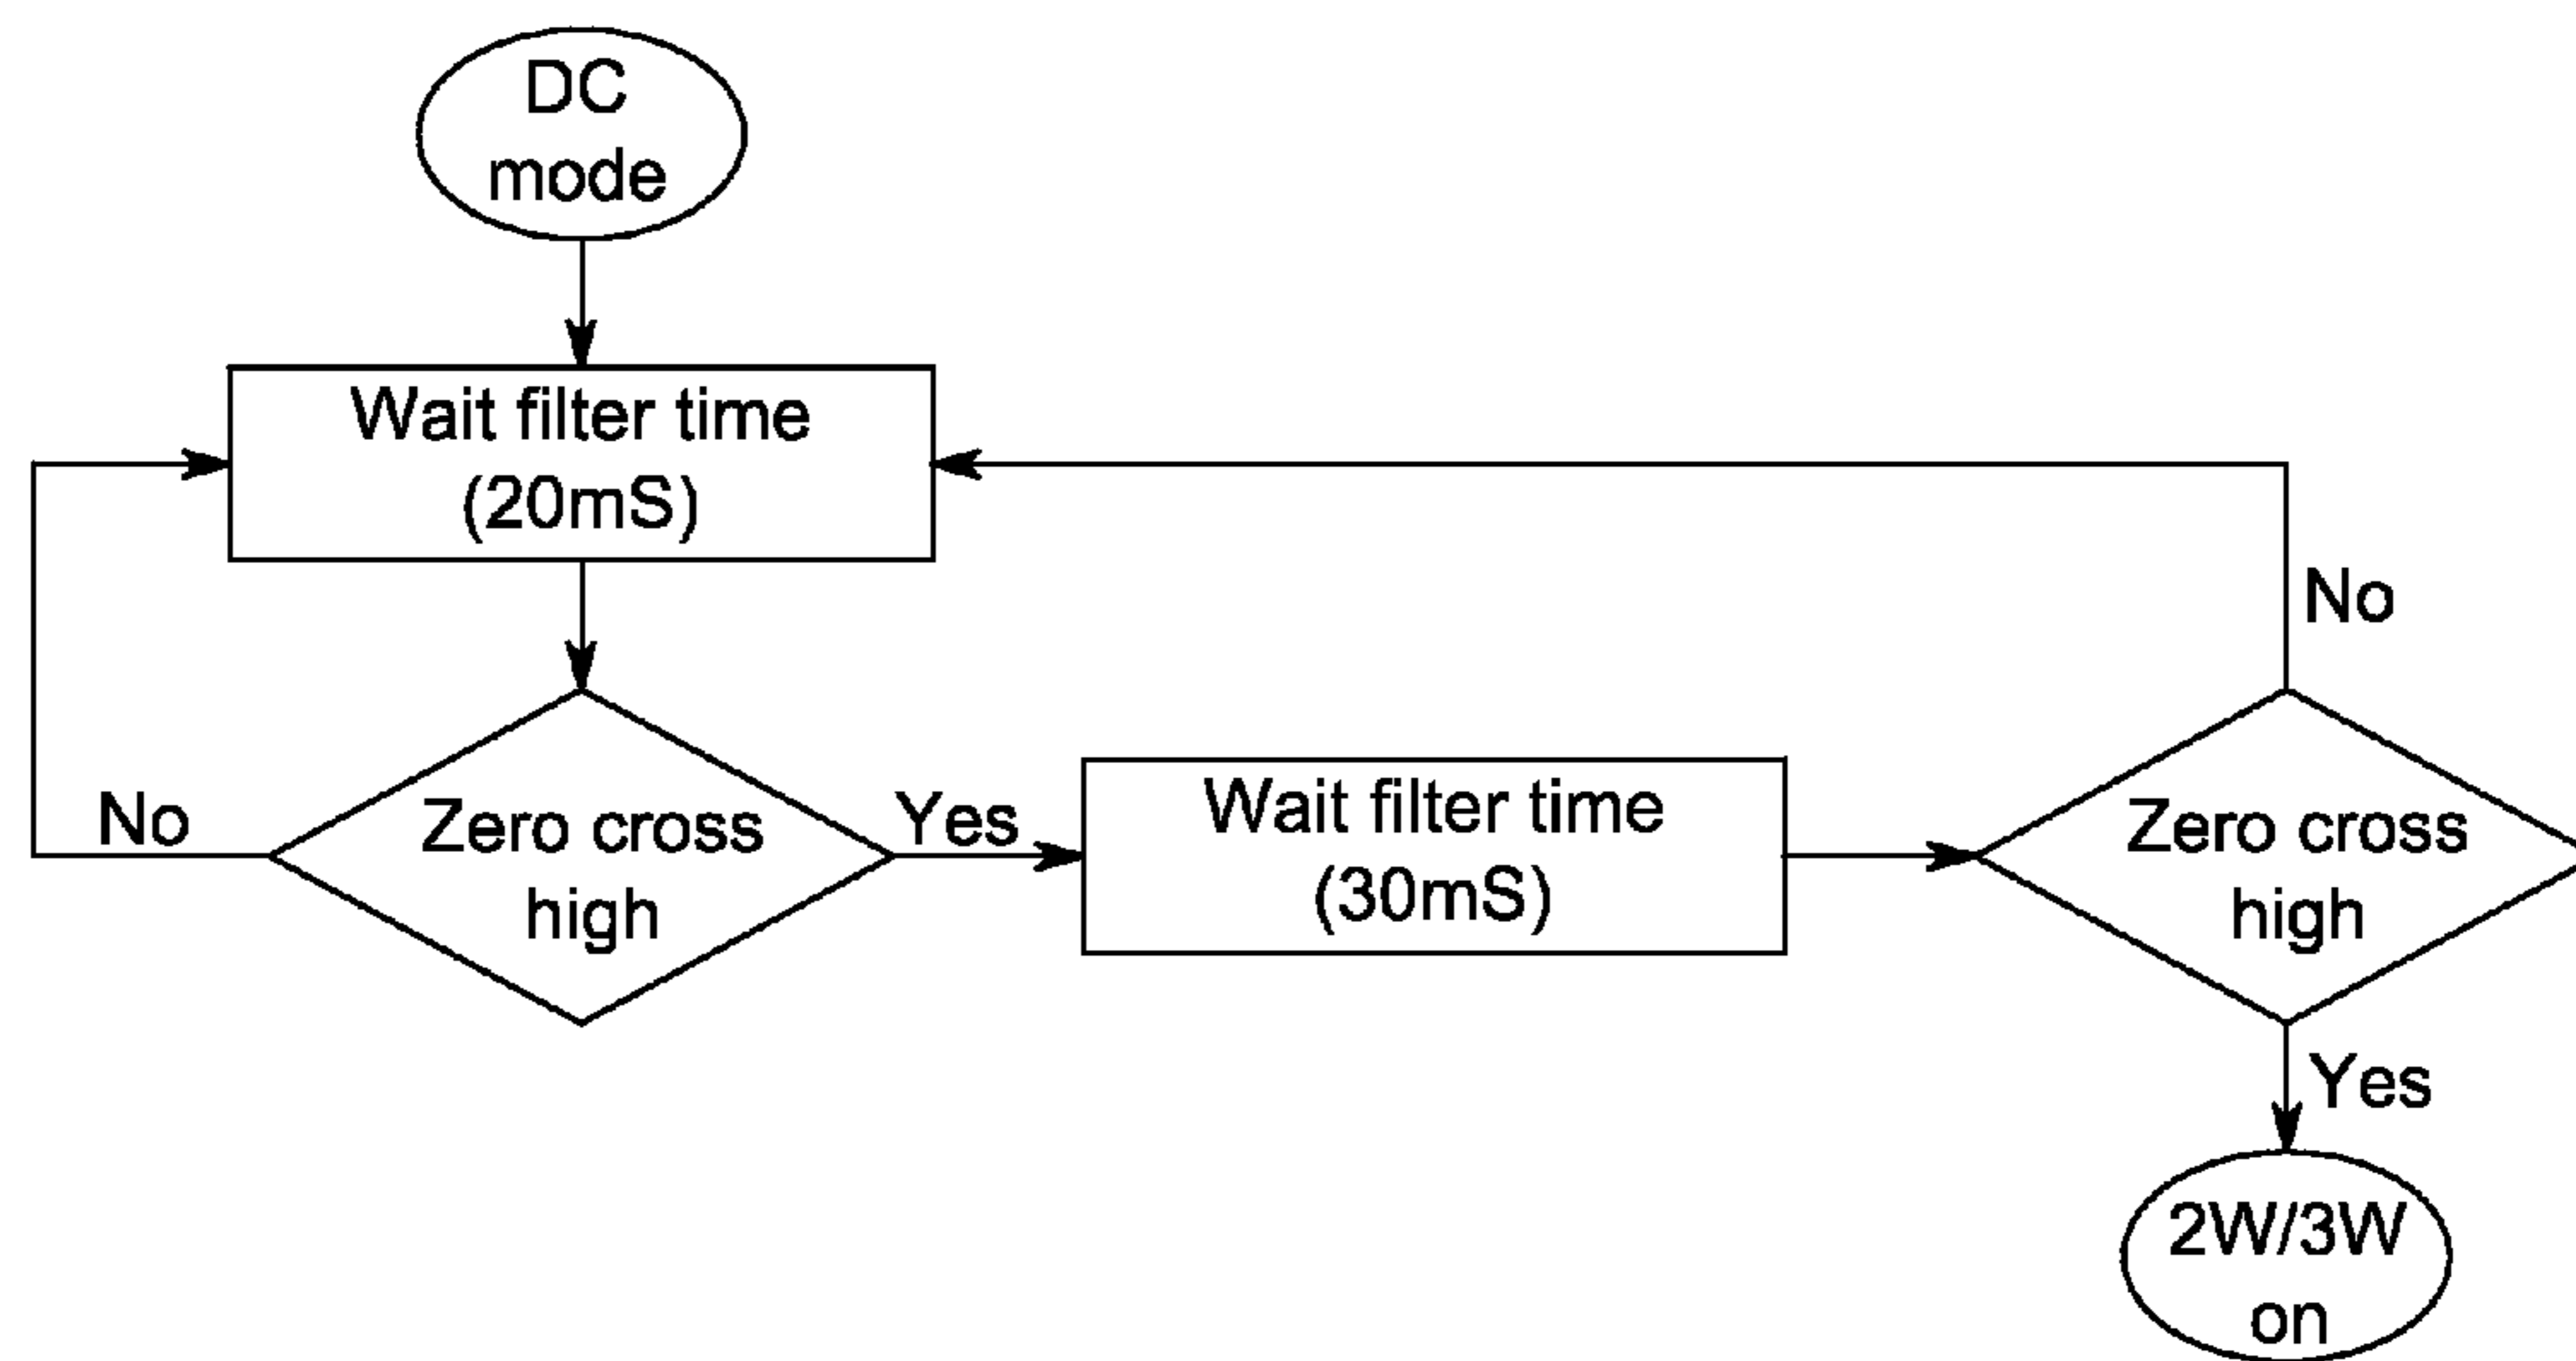 DC
mode
Wait filter time
(20mS)
No
Zero cross
high
Yes
Wait filter time
(30mS)
Zero cross
high
No
Yes
2W/3W
on